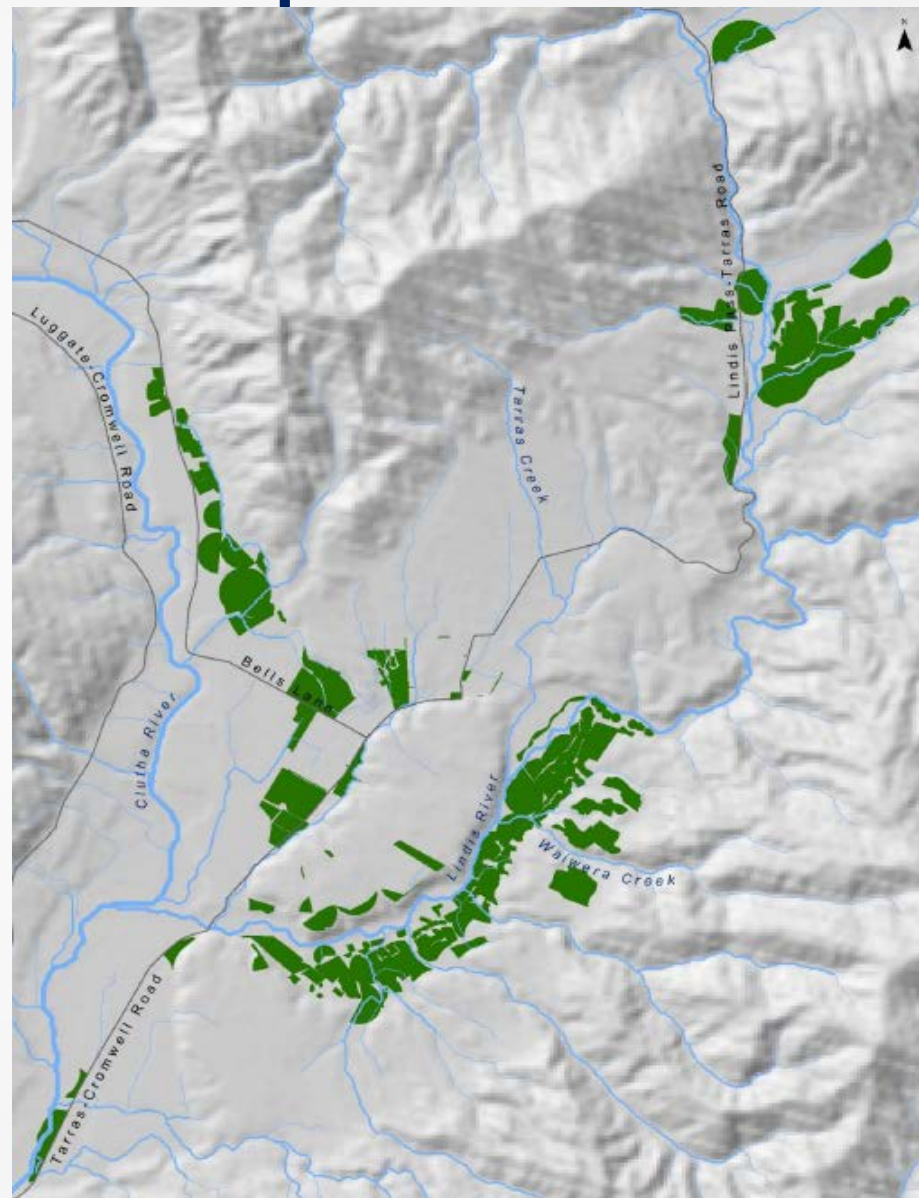 N
Lindis Pass-Tarras Road
Luggate-Cromwell Road
Tarras Creek
Bells Lane
Clutha River
Lindis River
Waiwera Creek
Tarras-Cromwell Road